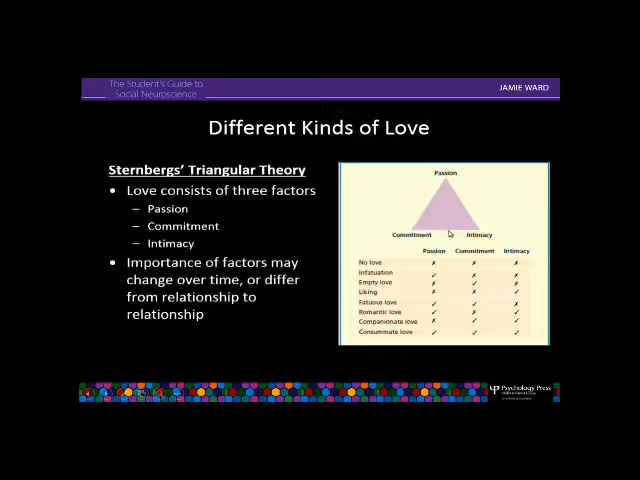 The Student's Guide to
Social Neuroscience
JAMIE WARD
Different Kinds of Love
Sternbergs' Triangular Theory
• Love consists of three factors
– Passion
– Commitment
– Intimacy
• Importance of factors may
change over time, or differ
from relationship to
relationship
Passion
Commitment Intimacy
Passion Commitment Intimacy
No love ✗ ✗ ✗
Infatuation ✓ ✗ ✗
Empty love ✗ ✓ ✗
Liking ✗ ✗ ✓
Fatuous love ✓ ✓ ✗
Romantic love ✓ ✗ ✓
Companionate love ✗ ✓ ✓
Consummate love ✓ ✓ ✓
Psychology Press